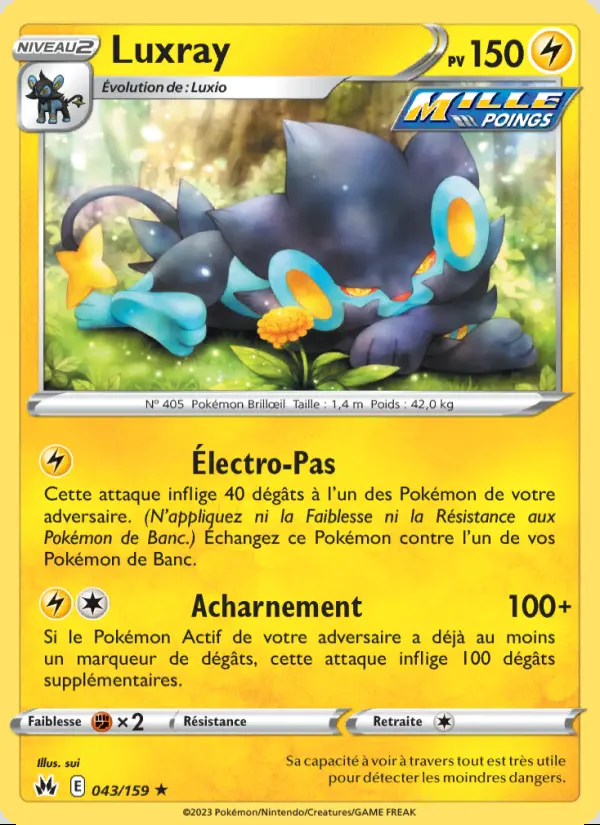 NIVEAU 2
Luxray
PV 150
Évolution de : Luxio
MILLE
POINGS
N° 405 Pokémon Brillœil Taille : 1,4 m Poids : 42,0 kg
Électro-Pas
Cette attaque inflige 40 dégâts à l'un des Pokémon de votre
adversaire. (N'appliquez ni la Faiblesse ni la Résistance aux
Pokémon de Banc.) Échangez ce Pokémon contre l'un de vos
Pokémon de Banc.
Acharnement 100+
Si le Pokémon Actif de votre adversaire a déjà au moins
un marqueur de dégâts, cette attaque inflige 100 dégâts
supplémentaires.
Faiblesse ×2 Résistance Retraite
Illus. sui
Sa capacité à voir à travers tout est très utile
pour détecter les moindres dangers.
E 043/159 ★
©2023 Pokémon/Nintendo/Creatures/GAME FREAK